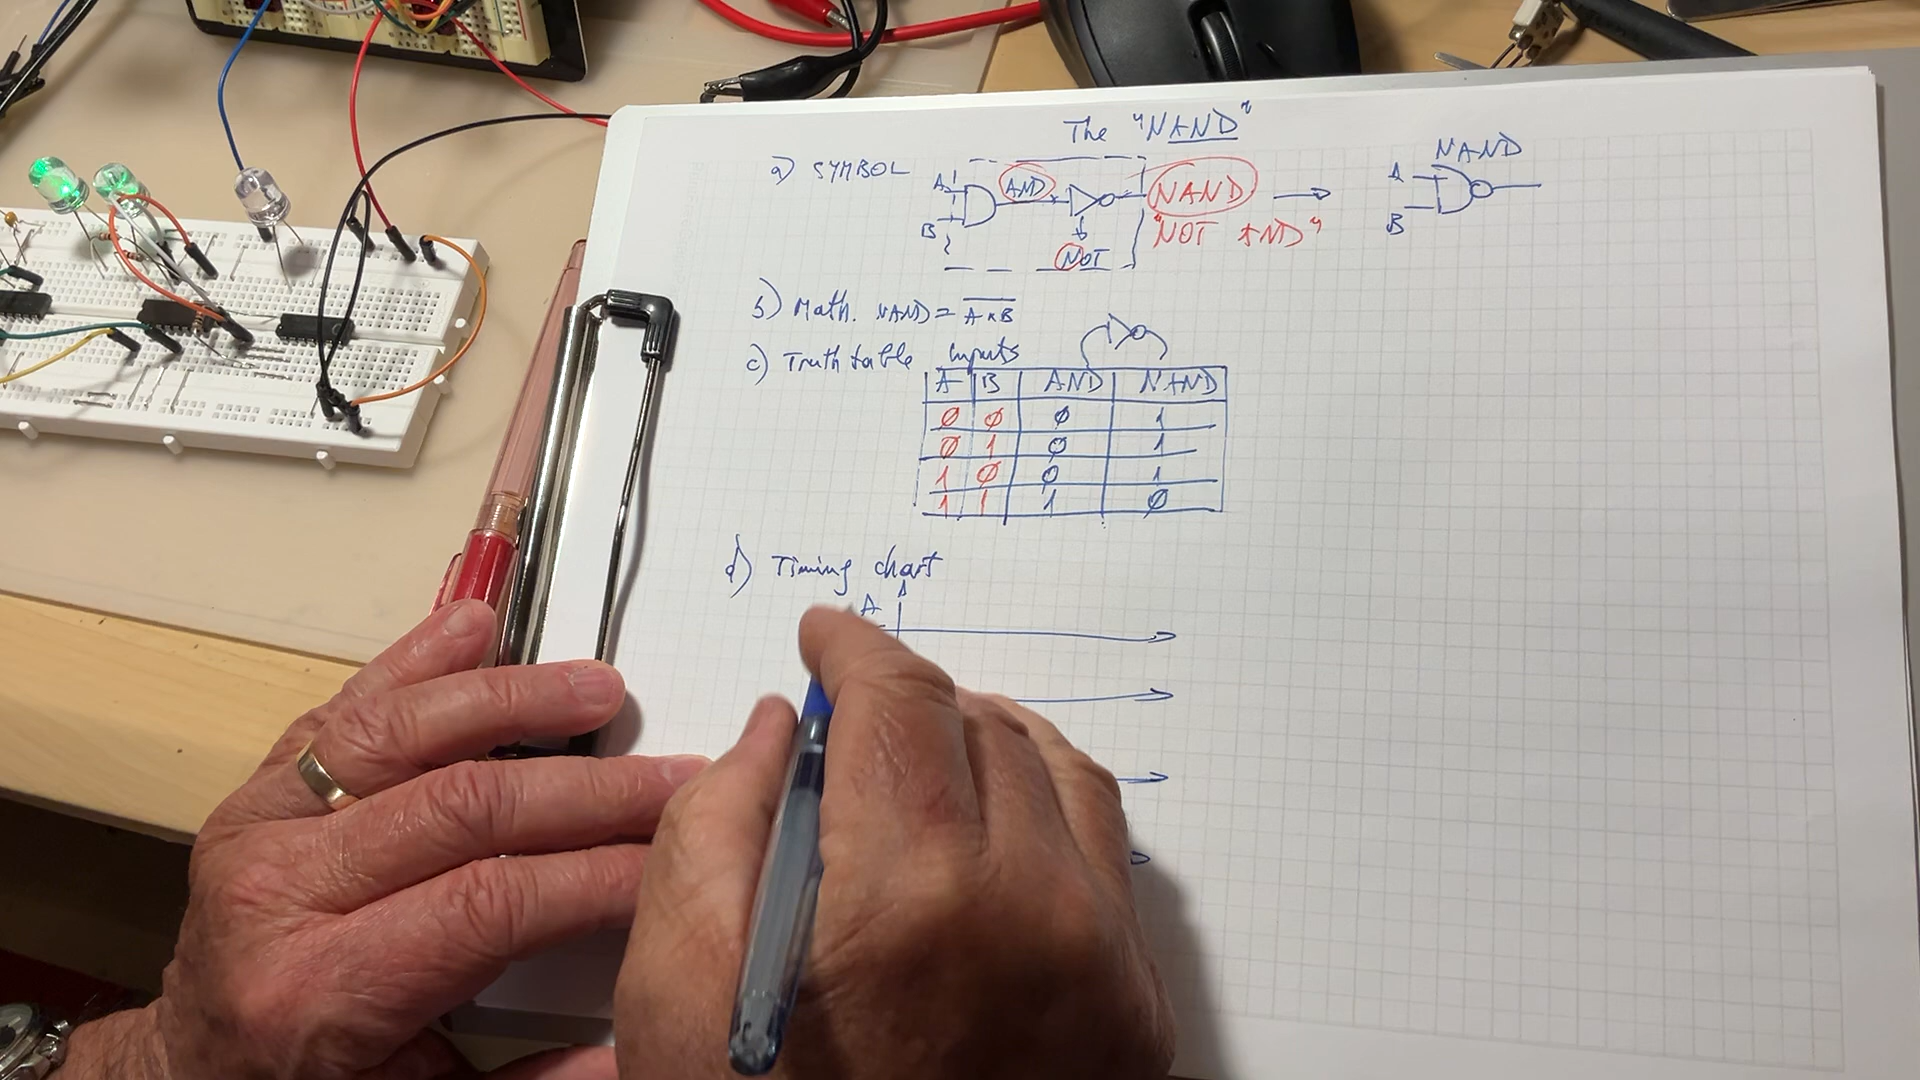 The "NAND"
a) SYMBOL
A AND NAND
B NOT "NOT AND"
NAND
A
B
b) Math. NAND = A x B
c) Truth table Inputs
A B AND NAND
0 0 0 1
0 1 0 1
1 0 0 1
1 1 1 0
d) Timing chart
A